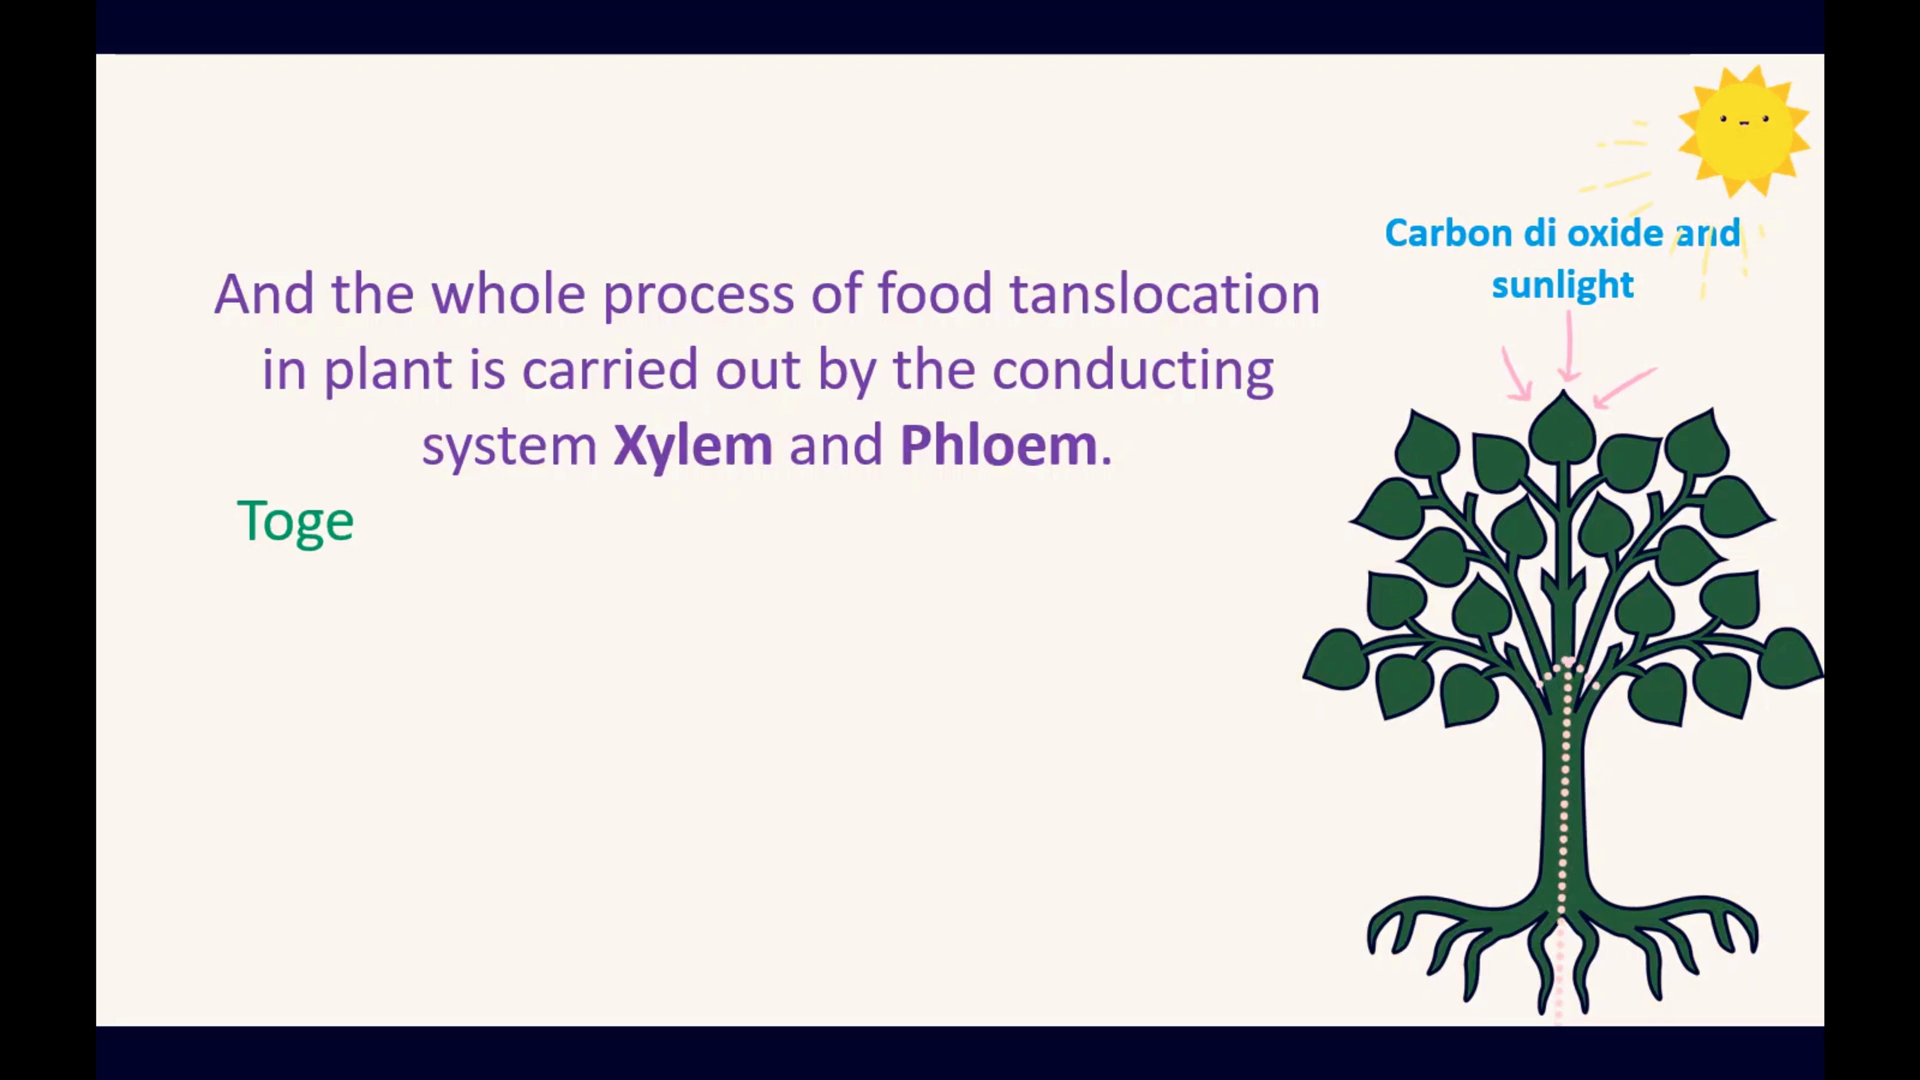 Carbon di oxide and
sunlight
And the whole process of food tanslocation
in plant is carried out by the conducting
system Xylem and Phloem.
Toge